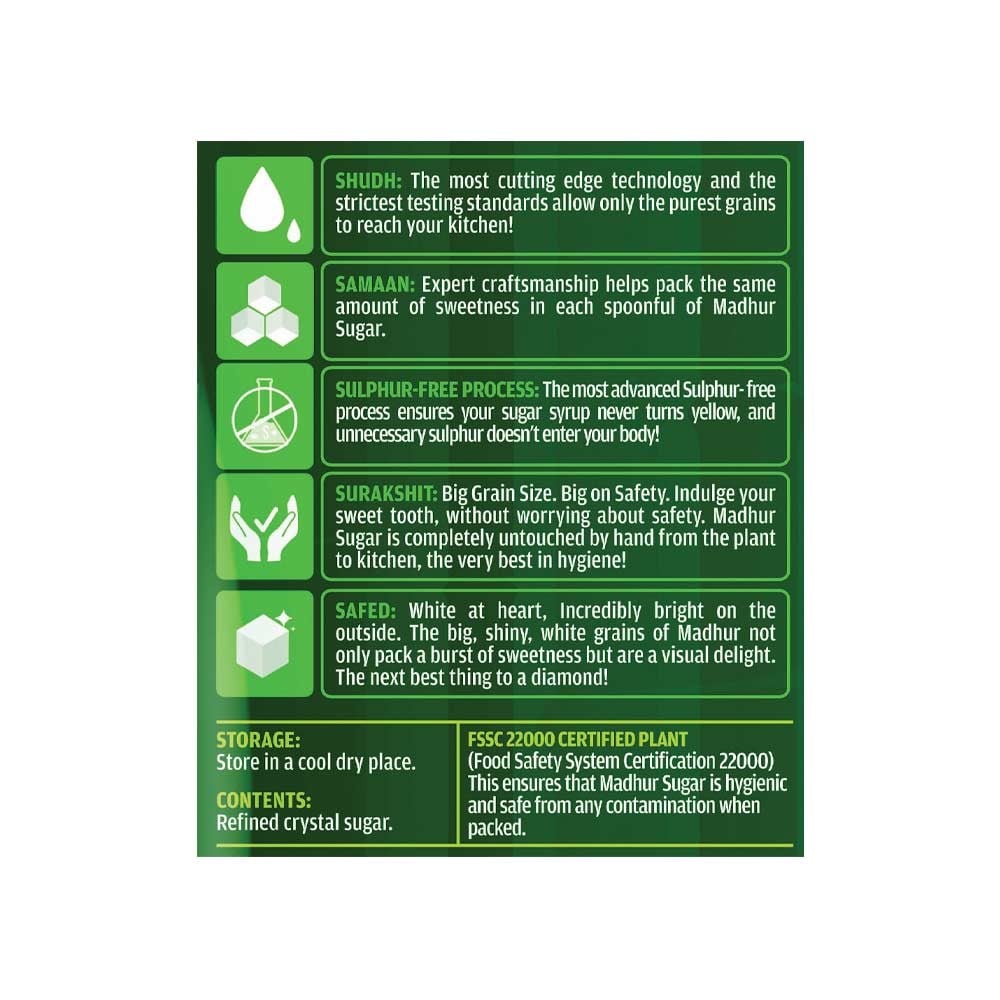 SHUDH: The most cutting edge technology and the
strictest testing standards allow only the purest grains
to reach your kitchen!
SAMAAN: Expert craftsmanship helps pack the same
amount of sweetness in each spoonful of Madhur
Sugar.
SULPHUR-FREE PROCESS: The most advanced Sulphur- free
process ensures your sugar syrup never turns yellow, and
unnecessary sulphur doesn't enter your body!
SURAKSHIT: Big Grain Size. Big on Safety. Indulge your
sweet tooth, without worrying about safety. Madhur
Sugar is completely untouched by hand from the plant
to kitchen, the very best in hygiene!
SAFED: White at heart, Incredibly bright on the
outside. The big, shiny, white grains of Madhur not
only pack a burst of sweetness but are a visual delight.
The next best thing to a diamond!
STORAGE:
Store in a cool dry place.
CONTENTS:
Refined crystal sugar.
FSSC 22000 CERTIFIED PLANT
(Food Safety System Certification 22000)
This ensures that Madhur Sugar is hygienic
and safe from any contamination when
packed.